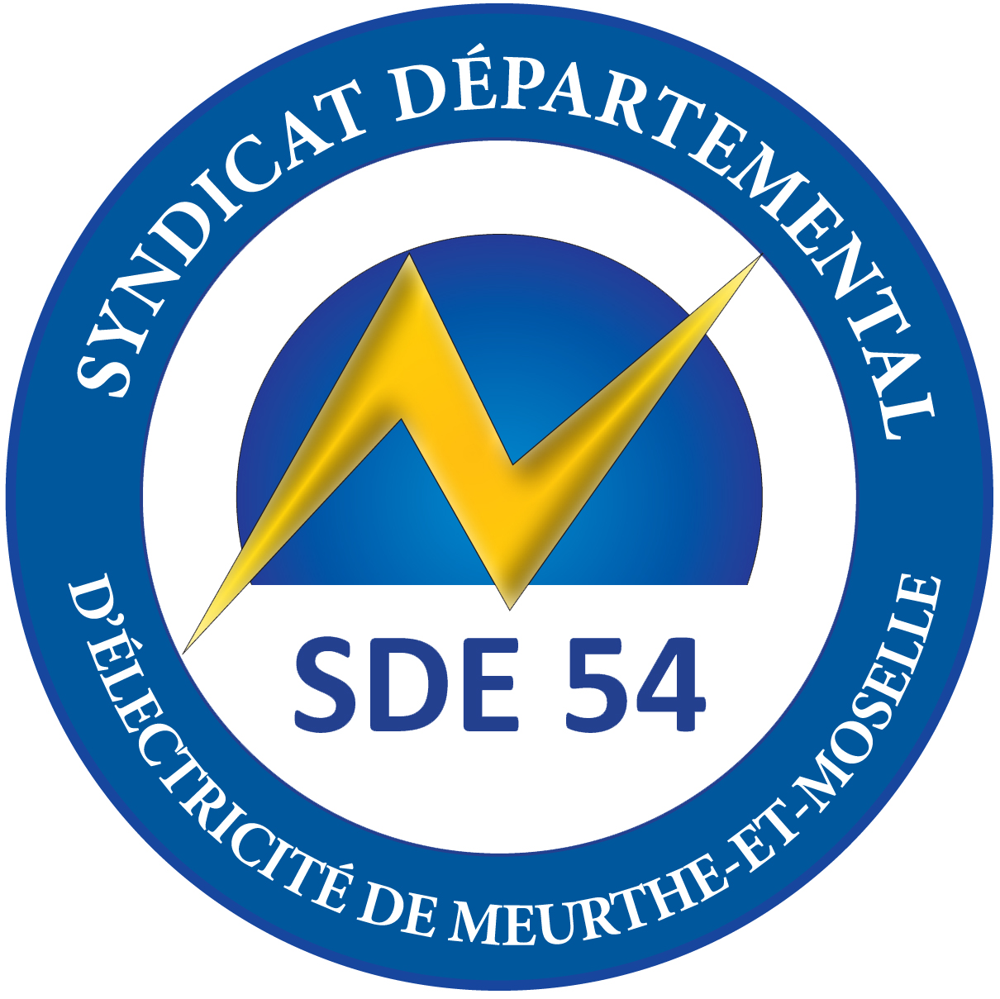 SYNDICAT DÉPARTEMENTAL
SDE 54
D'ÉLECTRICITÉ DE MEURTHE-ET-MOSELLE